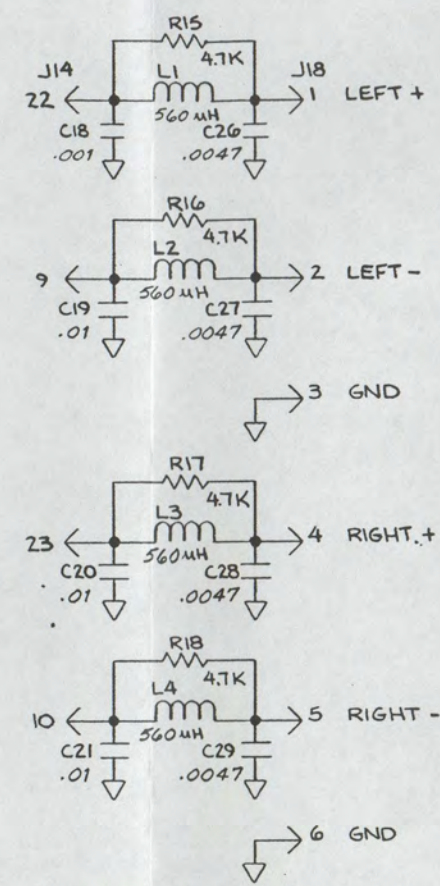 R15
4.7K
J14
L1
J18
22
1 LEFT +
560 uH
C18
C26
.001
.0047
R16
4.7K
L2
9
2 LEFT -
560 uH
C19
C27
.01
.0047
3 GND
R17
4.7K
L3
23
4 RIGHT. +
560 uH
C20
C28
.01
.0047
R18
4.7K
L4
10
5 RIGHT -
560 uH
C21
C29
.01
.0047
6 GND